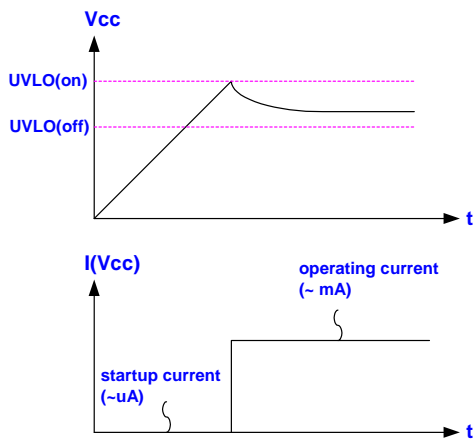 Vcc
UVLO(on)
UVLO(off)
t
I(Vcc)
operating current
(~ mA)
startup current
(~uA)
t